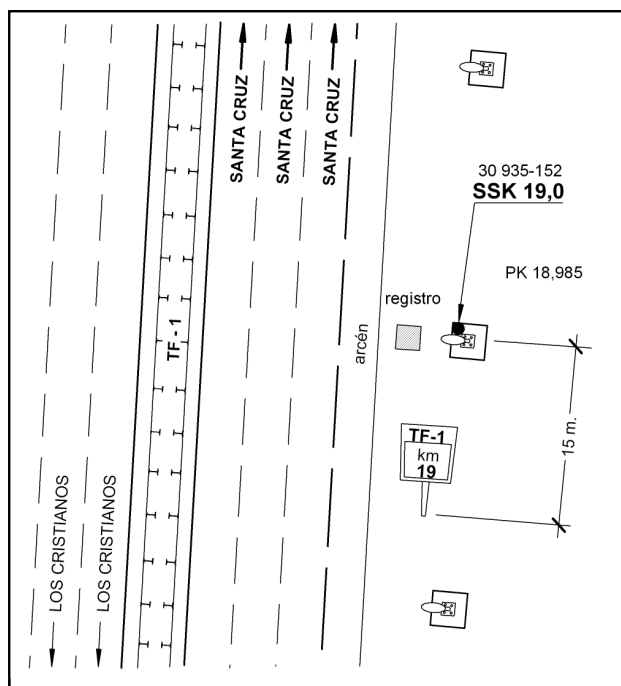 SANTA CRUZ
SANTA CRUZ
SANTA CRUZ
30 935-152
SSK 19,0
PK 18,985
registro
TF - 1
arcén
15 m.
TF-1
km
19
LOS CRISTIANOS
LOS CRISTIANOS